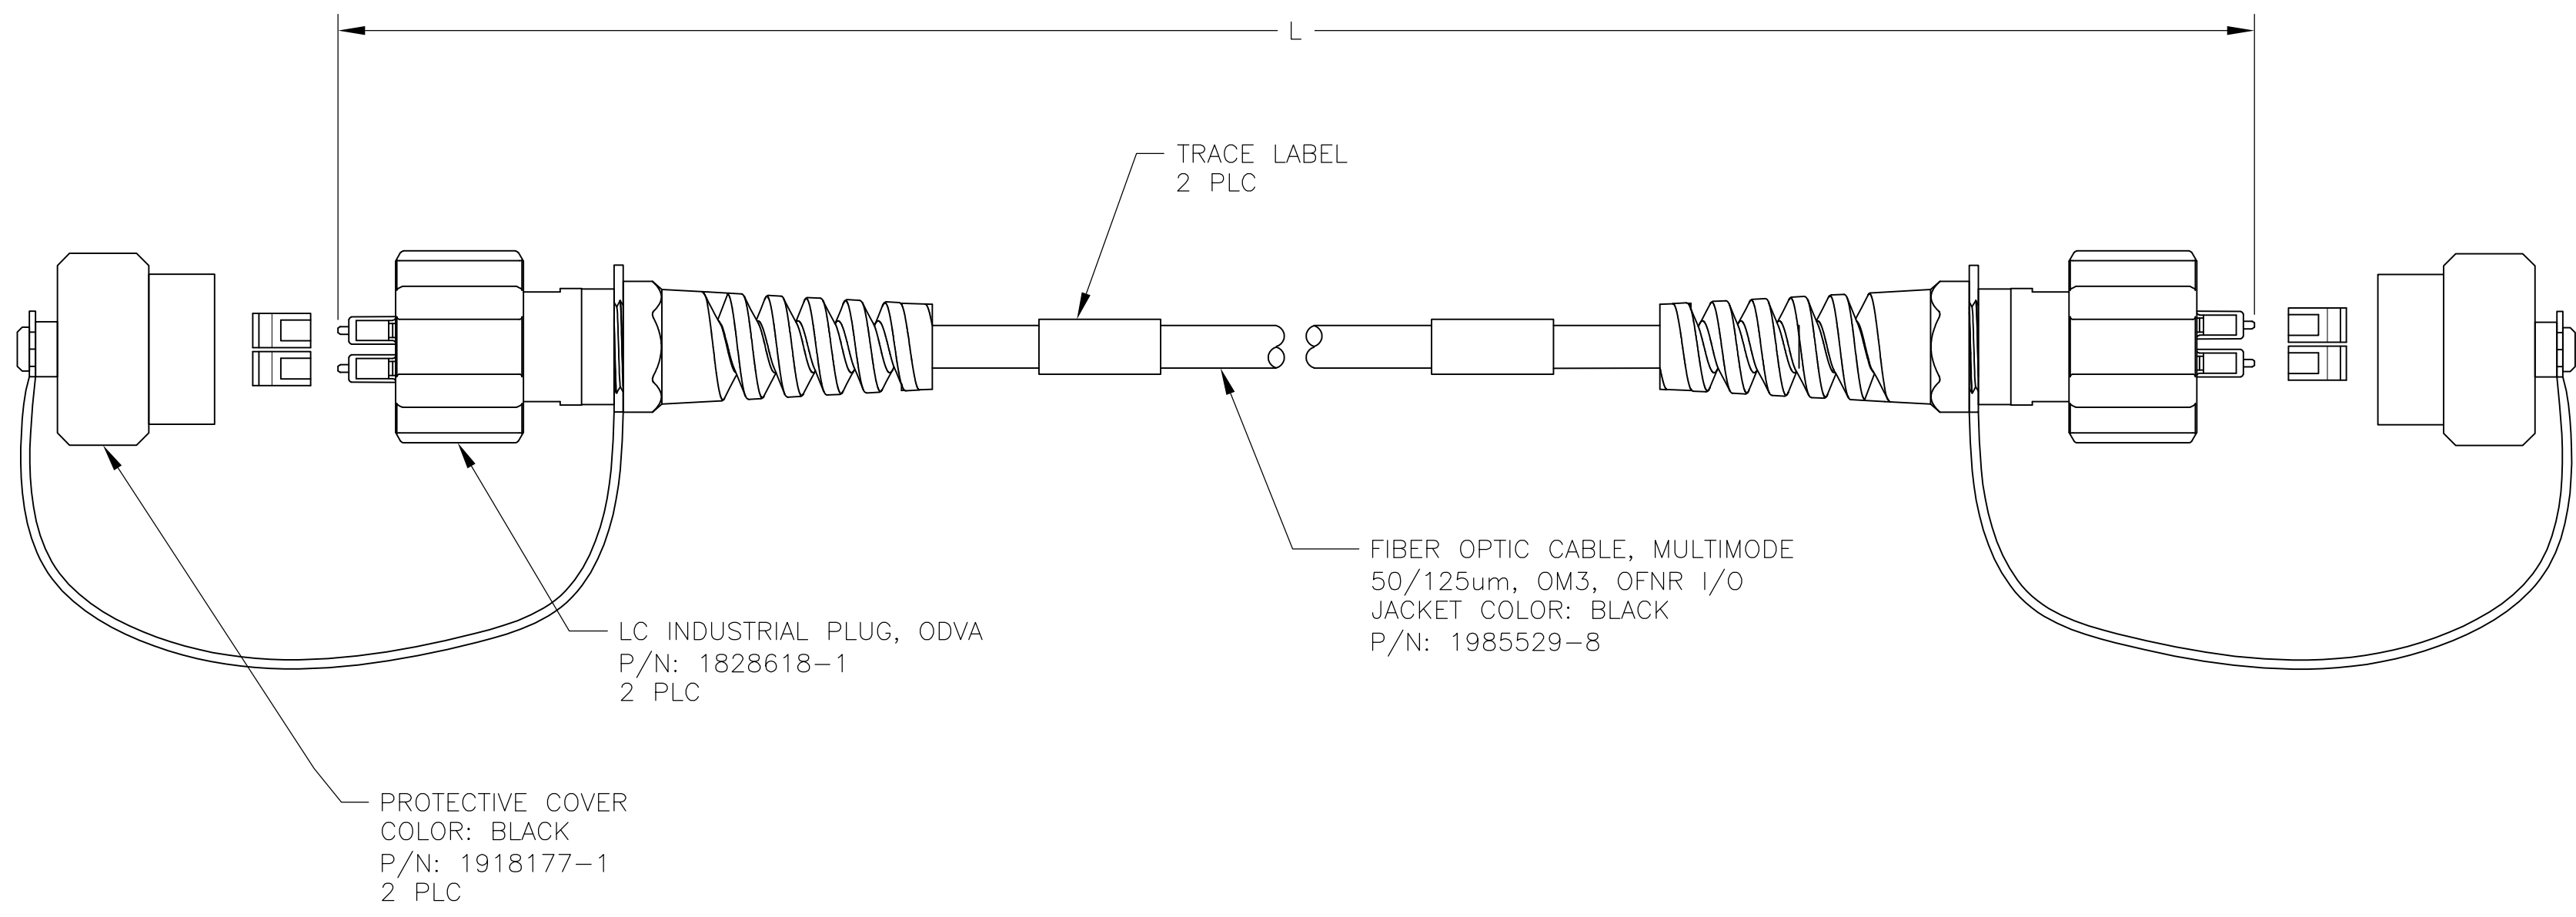 L
TRACE LABEL
2 PLC
FIBER OPTIC CABLE, MULTIMODE
50/125um, OM3, OFNR I/O
JACKET COLOR: BLACK
P/N: 1985529-8
LC INDUSTRIAL PLUG, ODVA
P/N: 1828618-1
2 PLC
PROTECTIVE COVER
COLOR: BLACK
P/N: 1918177-1
2 PLC